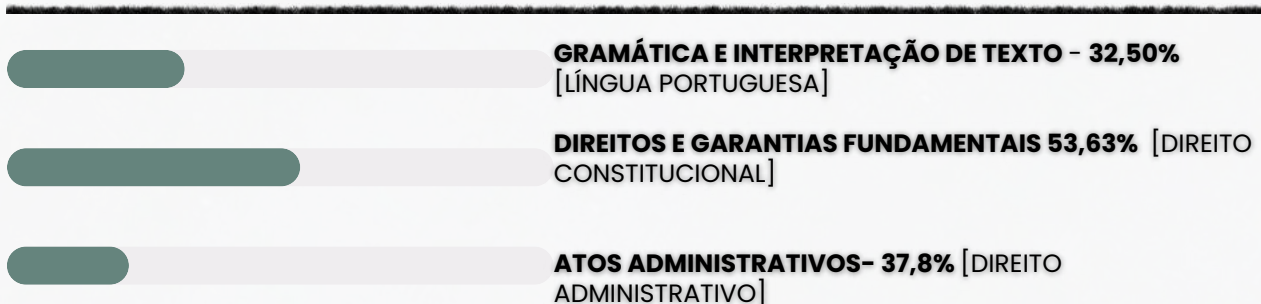 GRAMÁTICA E INTERPRETAÇÃO DE TEXTO - 32,50%
[LÍNGUA PORTUGUESA]
DIREITOS E GARANTIAS FUNDAMENTAIS 53,63% [DIREITO
CONSTITUCIONAL]
ATOS ADMINISTRATIVOS- 37,8% [DIREITO
ADMINISTRATIVO]